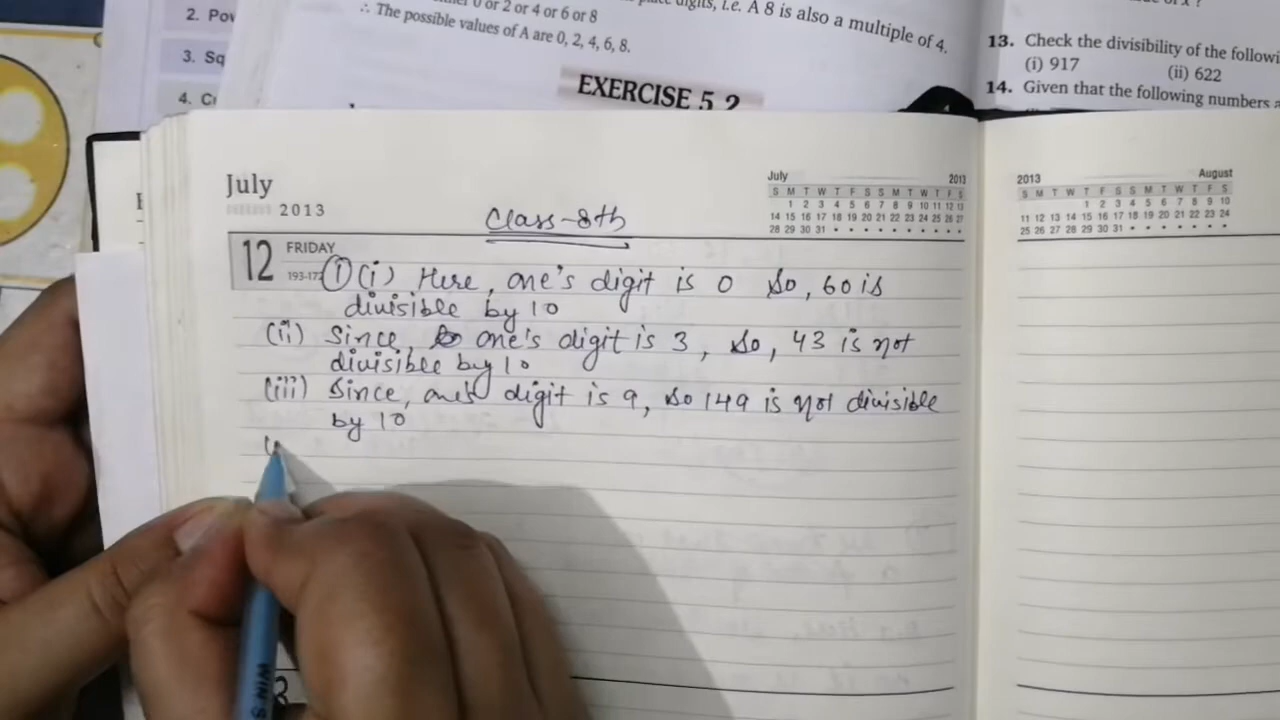 2. Pov
3. Sq
4. C
0 or 2 or 4 or 6 or 8
∴ The possible values of A are 0, 2, 4, 6, 8.
digits, i.e. A 8 is also a multiple of 4.
EXERCISE 5.2
13. Check the divisibility of the followi
(i) 917 (ii) 622
14. Given that the following numbers a
July
2013
Class-8th
July 2013
S M T W T F S S M T W T F S
1 2 3 4 5 6 7 8 9 10 11 12 13
14 15 16 17 18 19 20 21 22 23 24 25 26 27
28 29 30 31
2013 August
S M T W T F S S M T W T F S
1 2 3 4 5 6 7 8 9 10
11 12 13 14 15 16 17 18 19 20 21 22 23 24
25 26 27 28 29 30 31
12 FRIDAY
193-172
① (i) Here, one's digit is 0 So, 60 is
divisible by 10
(ii) Since, one's digit is 3, So, 43 is not
divisible by 10
(iii) Since, one's digit is 9, So 149 is not divisible
by 10
(